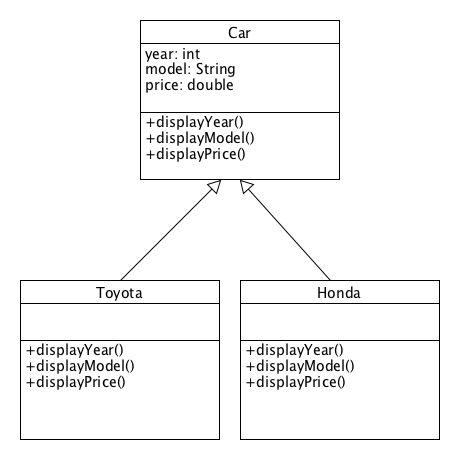 Car
year: int
model: String
price: double
+displayYear()
+displayModel()
+displayPrice()
Toyota
+displayYear()
+displayModel()
+displayPrice()
Honda
+displayYear()
+displayModel()
+displayPrice()